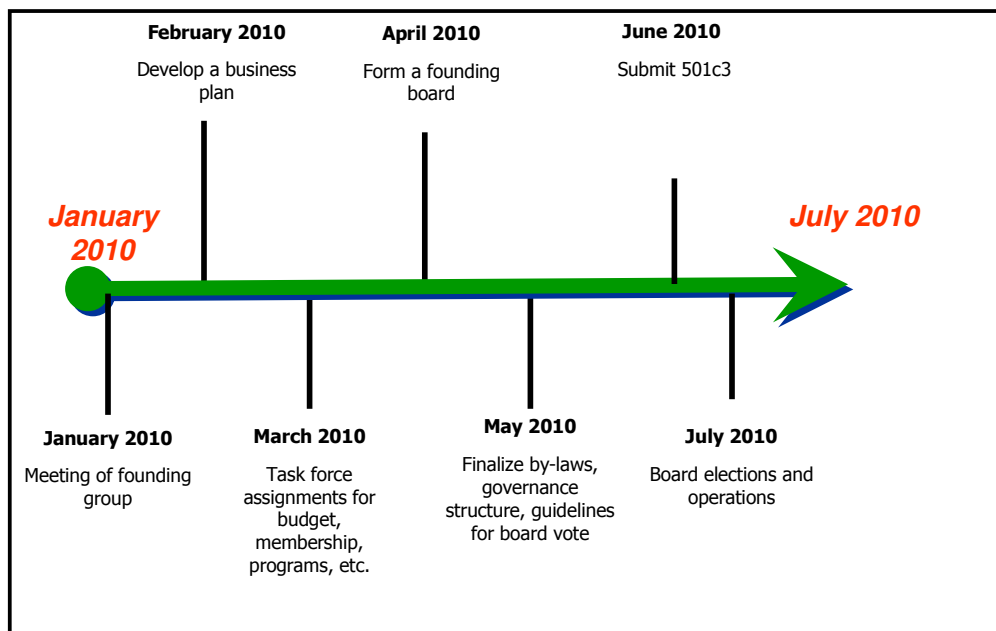 February 2010
Develop a business
plan
April 2010
Form a founding
board
June 2010
Submit 501c3
January
2010
July 2010
January 2010
Meeting of founding
group
March 2010
Task force
assignments for
budget,
membership,
programs, etc.
May 2010
Finalize by-laws,
governance
structure, guidelines
for board vote
July 2010
Board elections and
operations